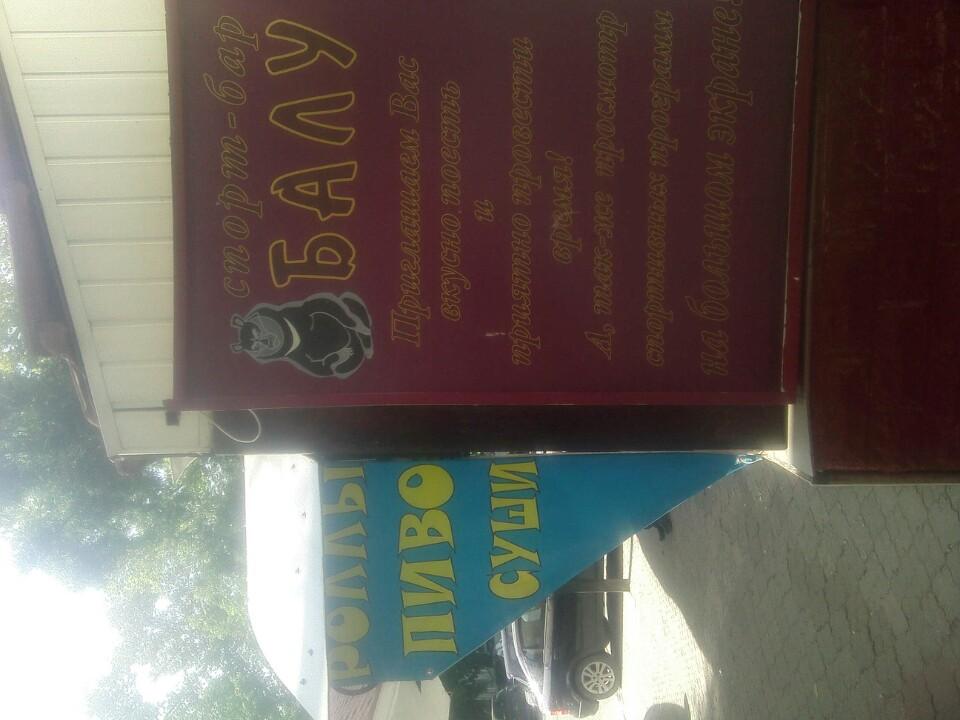 спорт-бар
БАЛУ
Приглашаем Вас
вкусно поесть
и
приятно провести
время!
А, так-же просмотр
спортивных программ
на большом экране!
РОЛЛЫ
ПИВО
СУШИ